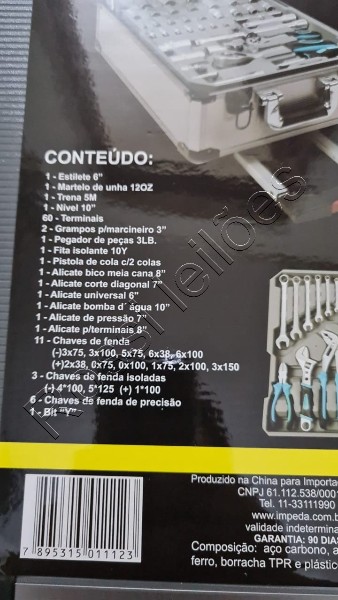 CONTEÚDO:
1 - Estilete 6"
1 - Martelo de unha 12OZ
1 - Trena 5M
1 - Nível 10"
60 - Terminais
2 - Grampos p/marcineiro 3"
1 - Pegador de peças 3LB.
1 - Fita isolante 10Y
1 - Pistola de cola c/2 colas
1 - Alicate bico meia cana 8"
1 - Alicate corte diagonal 7"
1 - Alicate universal 6"
1 - Alicate bomba d´ água 10"
1 - Alicate de pressão 7"
1 - Alicate p/terminais 8"
11 - Chaves de fenda
(-)3x75, 3x100, 5x75, 6x38, 6x100
(+)2x38, 0x75, 0x100, 1x75, 2x100, 3x150
3 - Chaves de fenda isoladas
(-) 4*100, 5*125 (+) 1*100
6 - Chaves de fenda de precisão
1 - Bit "Y"
Produzido na China para Importa
CNPJ 61.112.538/000
Tel. 11-33111990
www.impeda.com.b
validade indetermina
GARANTIA: 90 DIAS
Composição: aço carbono, a
ferro, borracha TPR e plástic
7 895315 011123